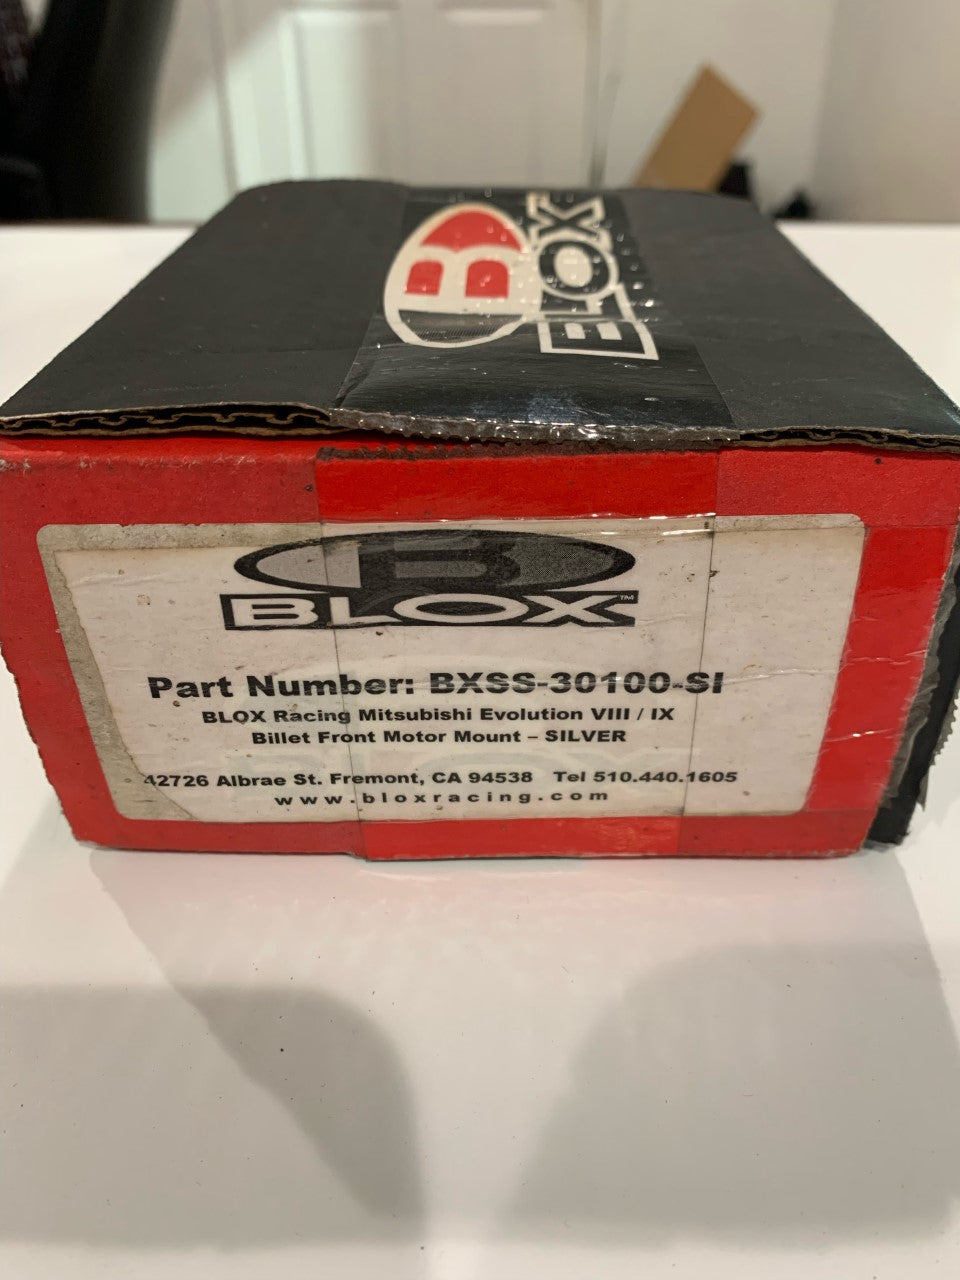 B
BLOX
B
BLOX™
Part Number: BXSS-30100-SI
BLOX Racing Mitsubishi Evolution VIII / IX
Billet Front Motor Mount – SILVER
42726 Albrae St. Fremont, CA 94538 Tel 510.440.1605
www.bloxracing.com